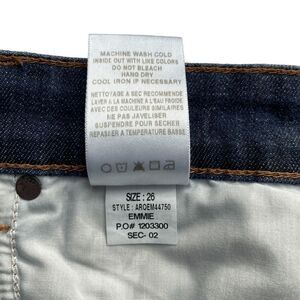 MACHINE WASH COLD
INSIDE OUT WITH LIKE COLORS
DO NOT BLEACH
HANG DRY
COOL IRON IF NECESSARY
NETTOYAGE A SEC RECOMMENDE
LAVER A LA MACHINE A L'EAU FROIDE
AVEC DES COULEURS SIMILAIRES
NE PAS JAVELISER
SUSPENDRE POUR SECHER
REPASSER A TEMPERATURE BASSE
SIZE : 26
STYLE : AROEM44750
EMMIE
P.O# 1203300
SEC- 02